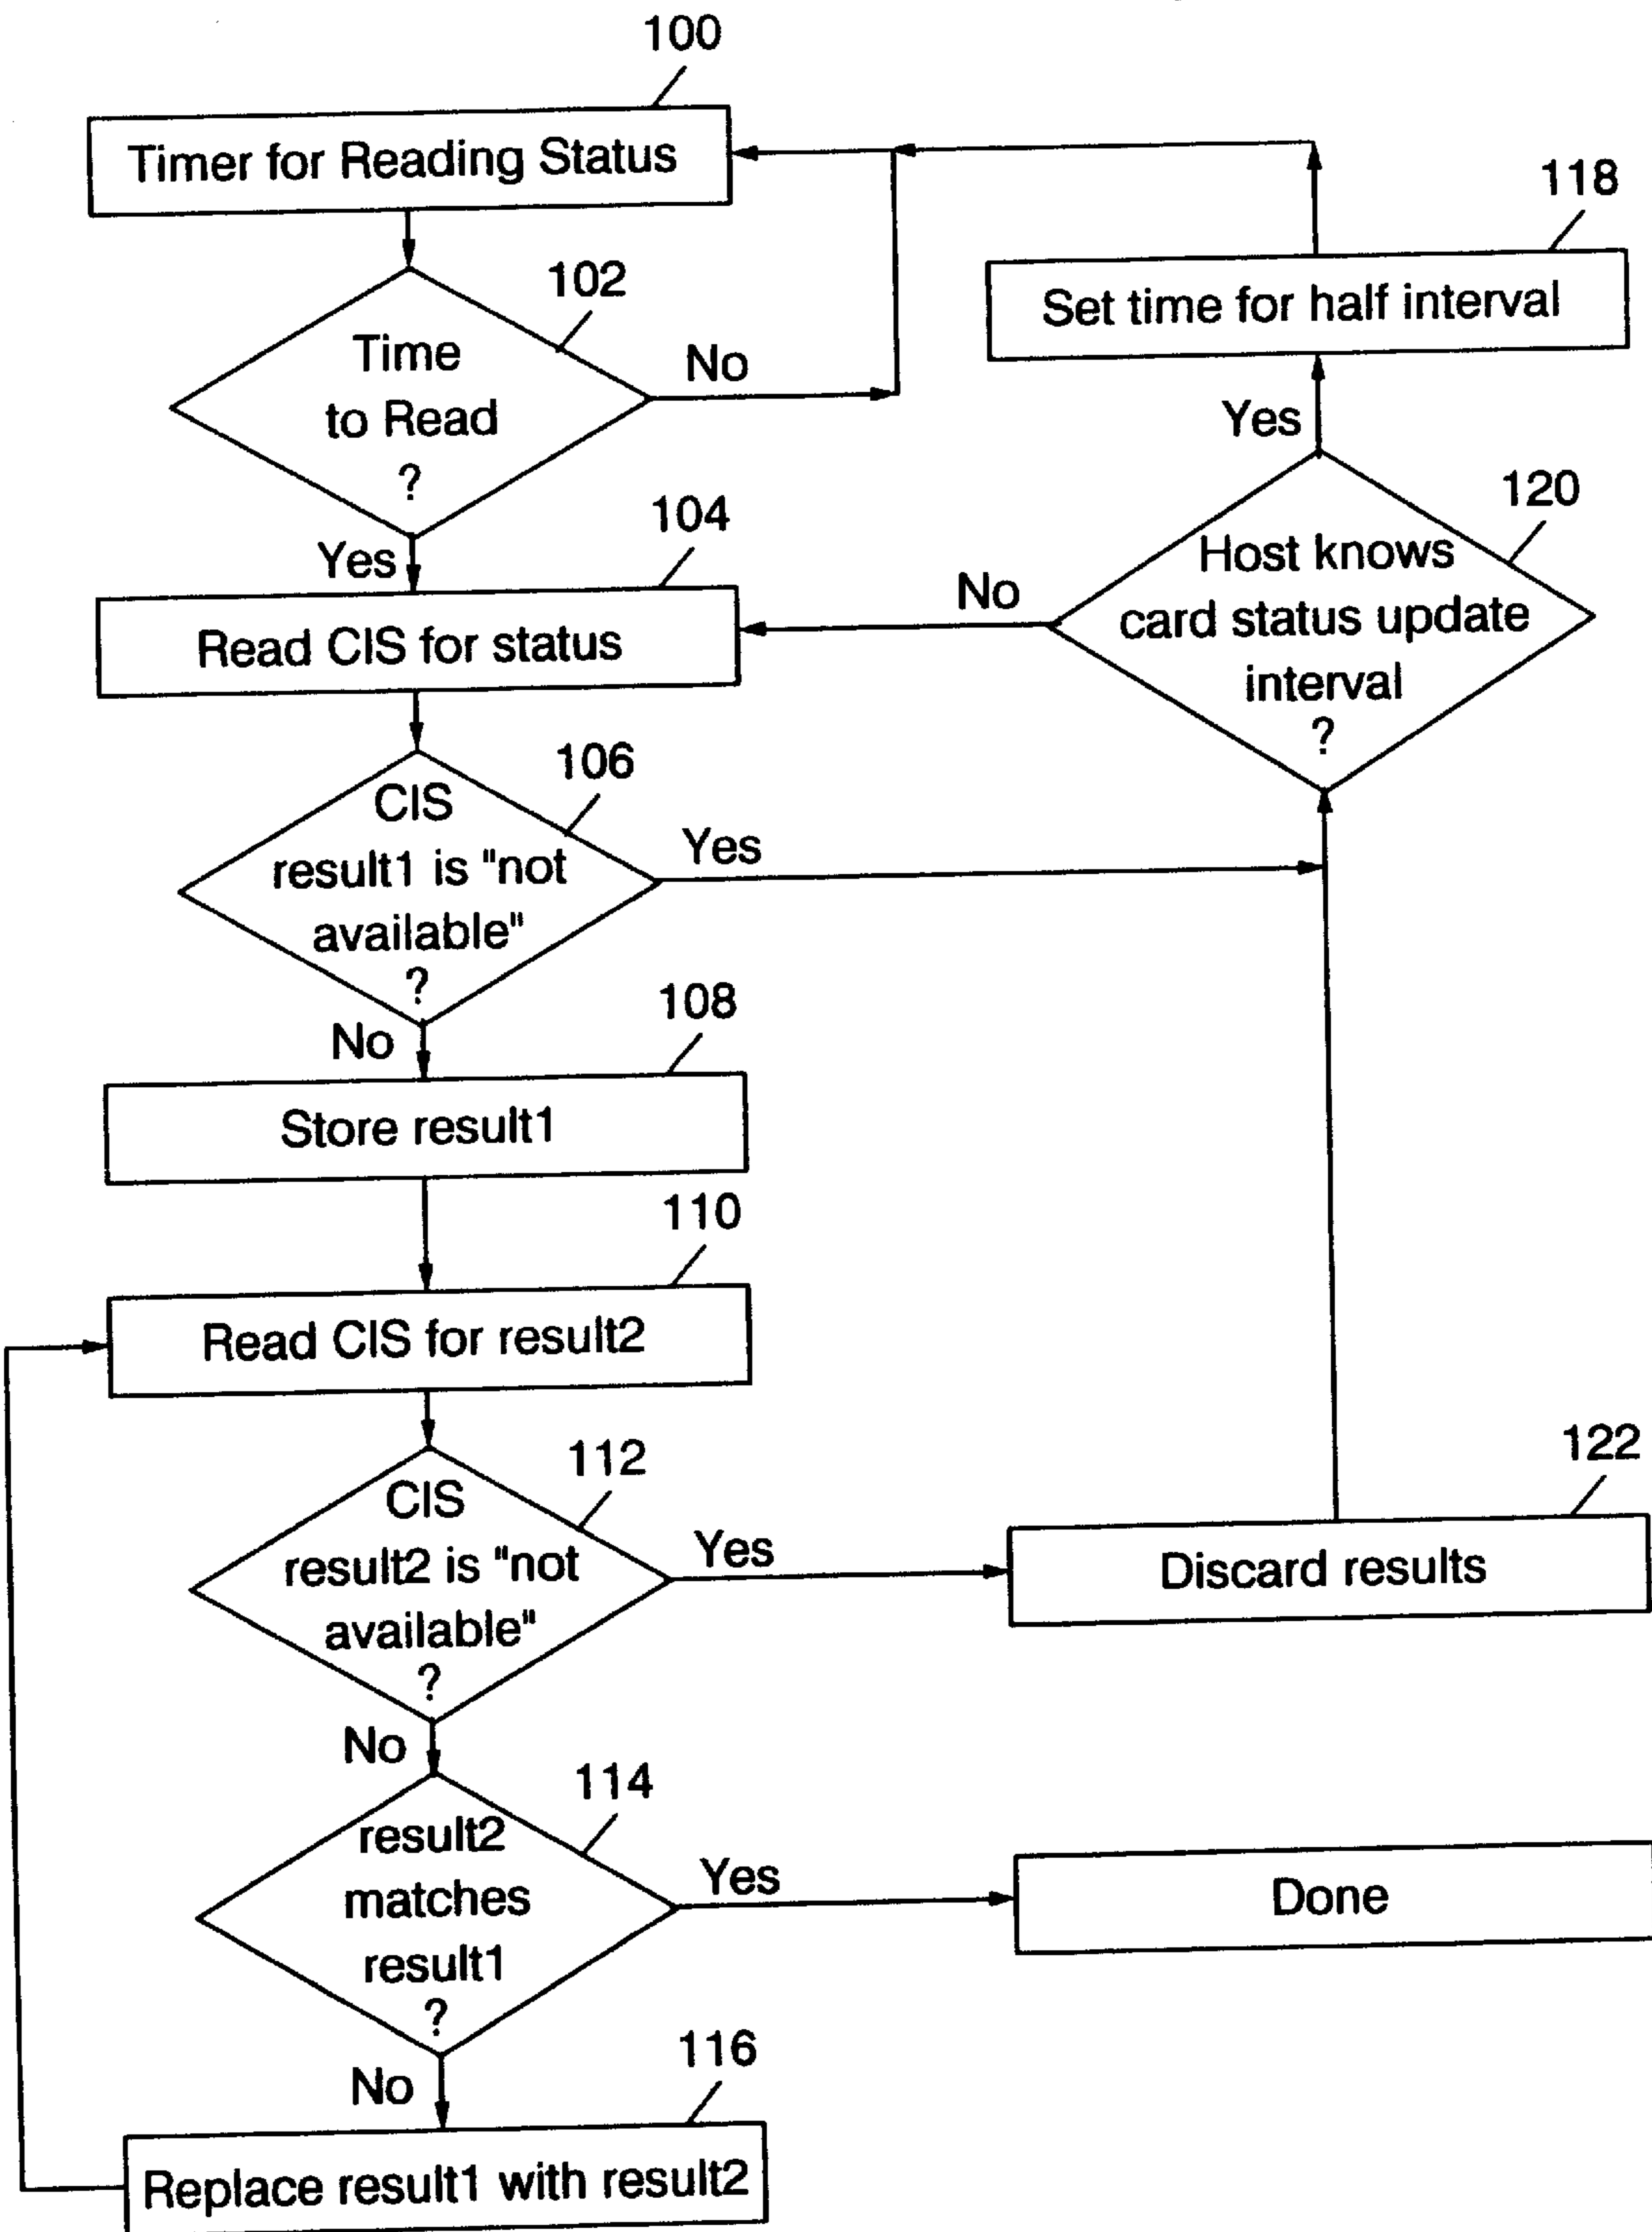 100
Timer for Reading Status
118
102
Set time for half interval
Time
to Read
?
No
Yes
120
104
Yes
Host knows
card status update
interval
?
No
Read CIS for status
106
CIS
result1 is "not
available"
?
Yes
108
No
Store result1
110
Read CIS for result2
112
122
CIS
result2 is "not
available"
?
Yes
Discard results
No
114
result2
matches
result1
?
Yes
Done
116
No
Replace result1 with result2